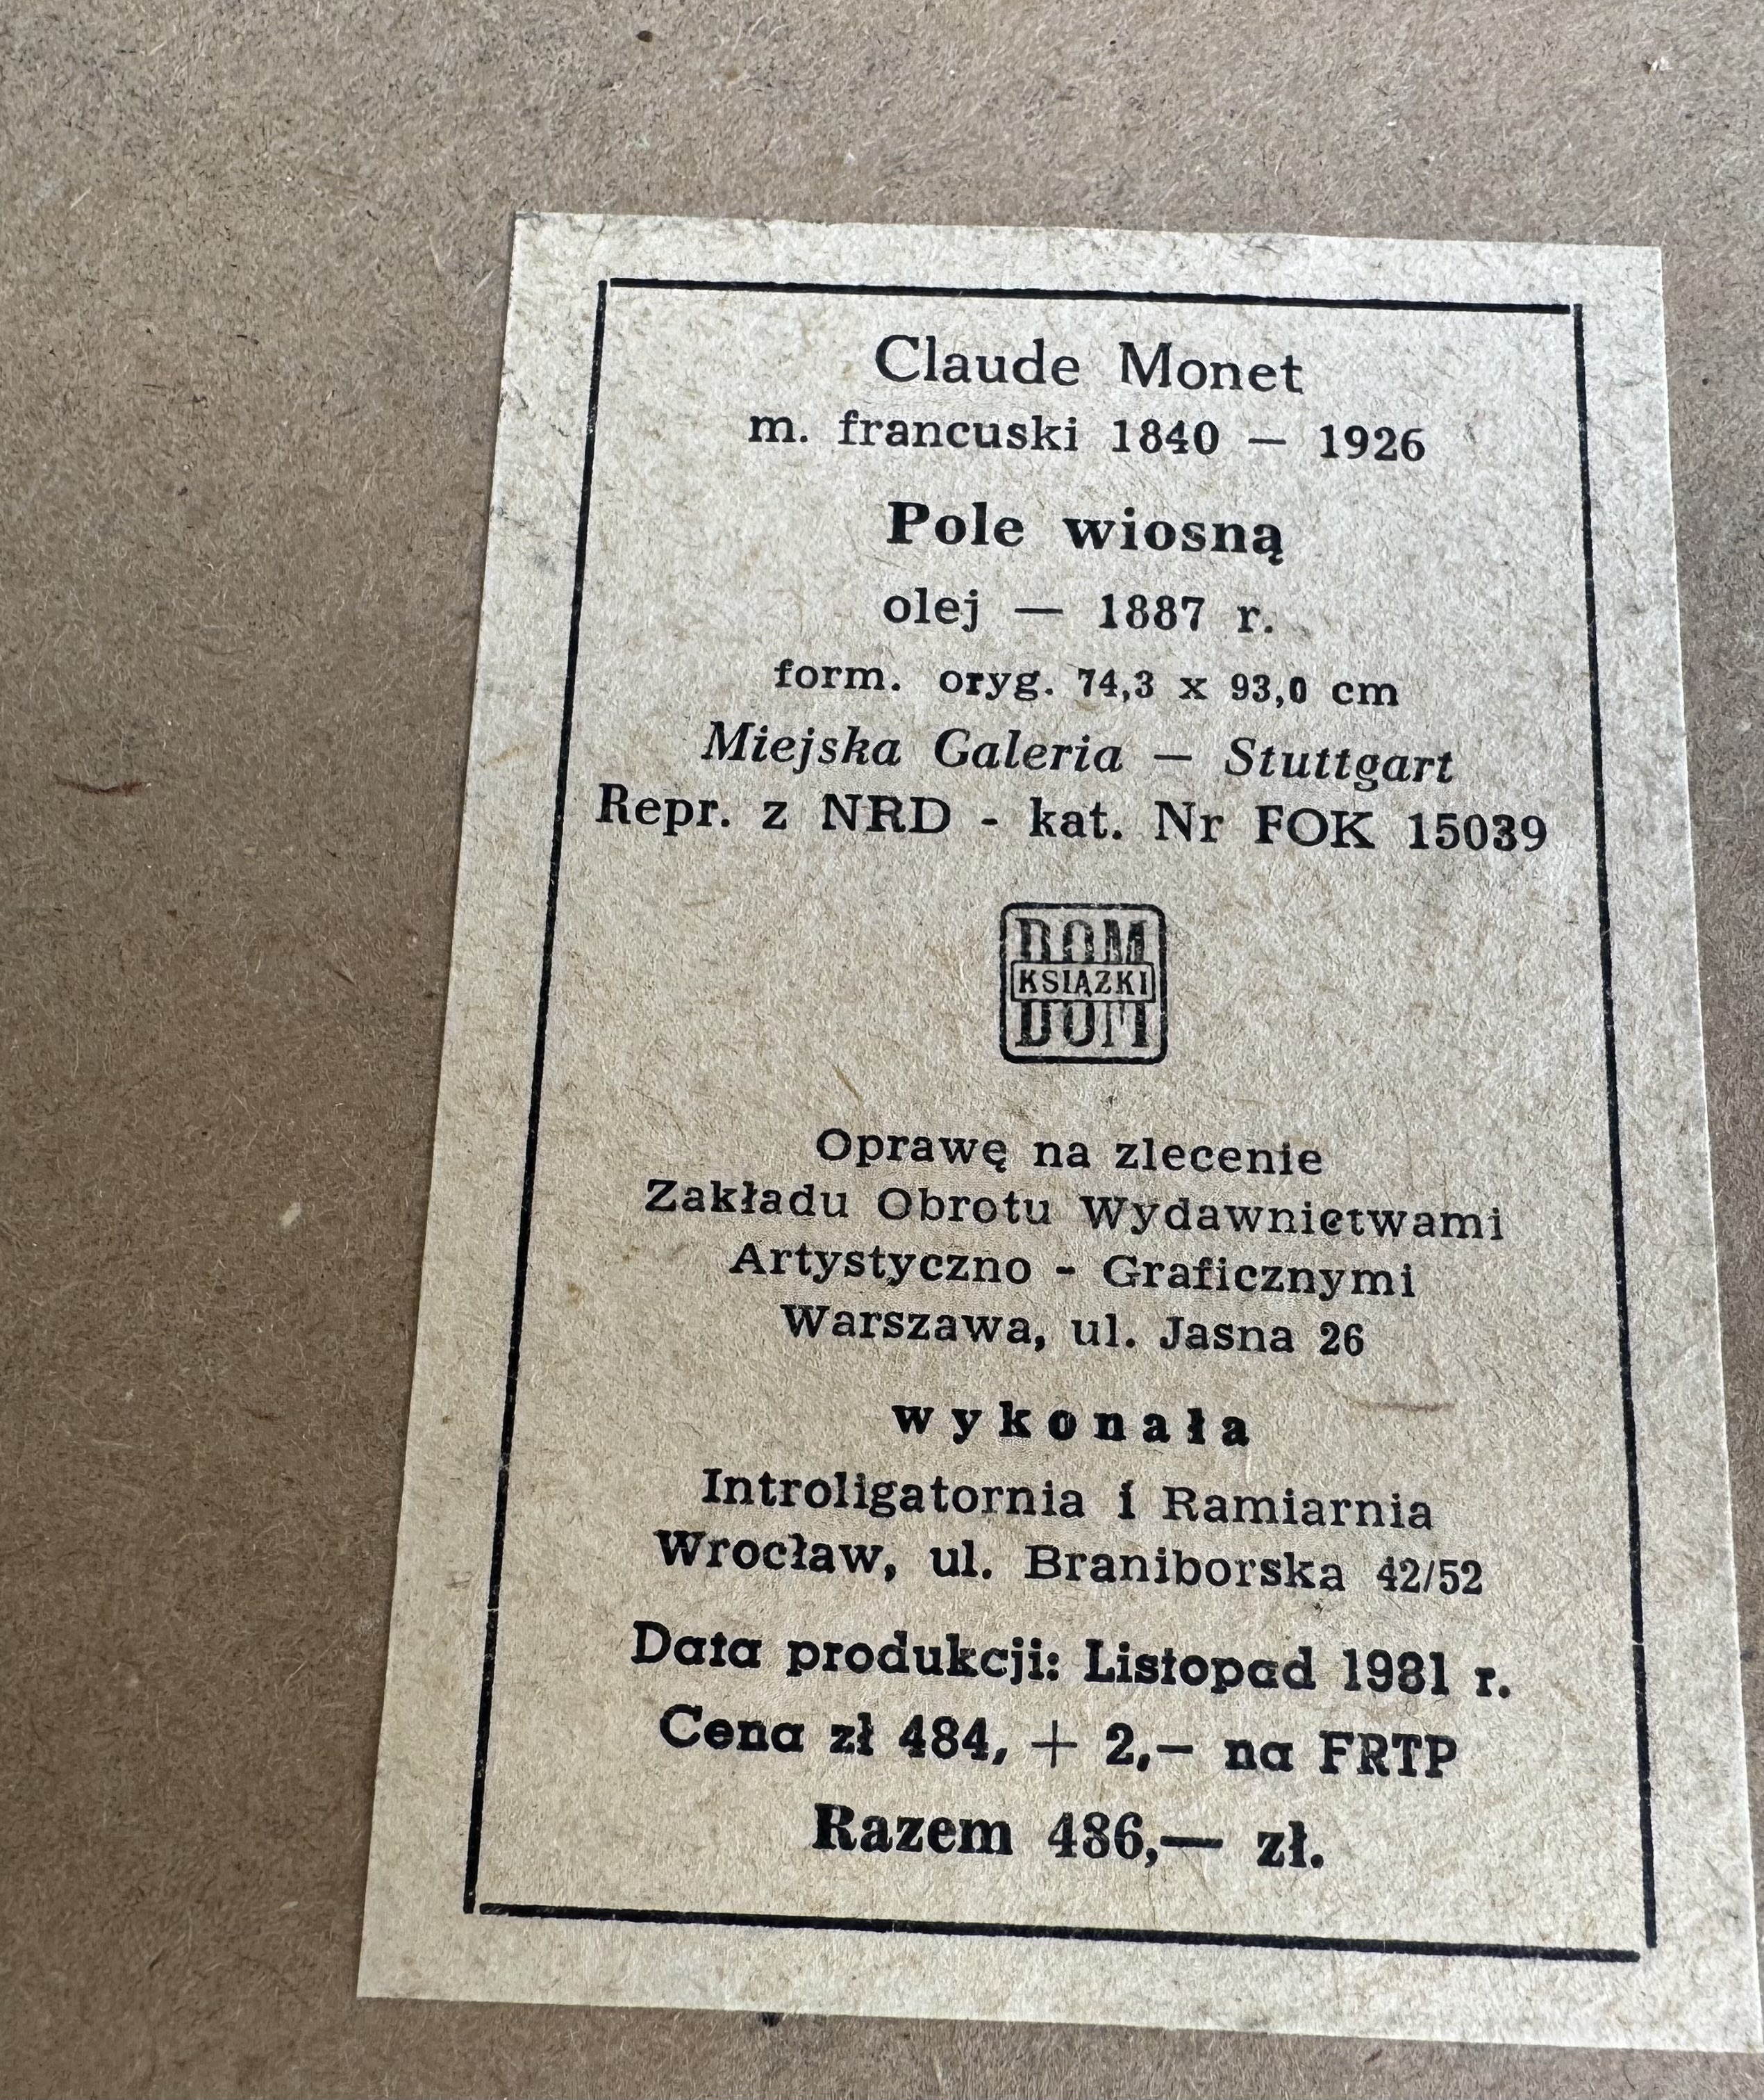 Claude Monet
m. francuski 1840 — 1926
Pole wiosną
olej — 1887 r.
form. oryg. 74,3 x 93,0 cm
Miejska Galeria — Stuttgart
Repr. z NRD - kat. Nr FOK 15039
DOM
KSIĄŻKI
DOM
Oprawę na zlecenie
Zakładu Obrotu Wydawnictwami
Artystyczno - Graficznymi
Warszawa, ul. Jasna 26
wykonała
Introligatornia i Ramiarnia
Wrocław, ul. Braniborska 42/52
Data produkcji: Listopad 1981 r.
Cena zł 484, + 2,— na FRTP
Razem 486,— zł.